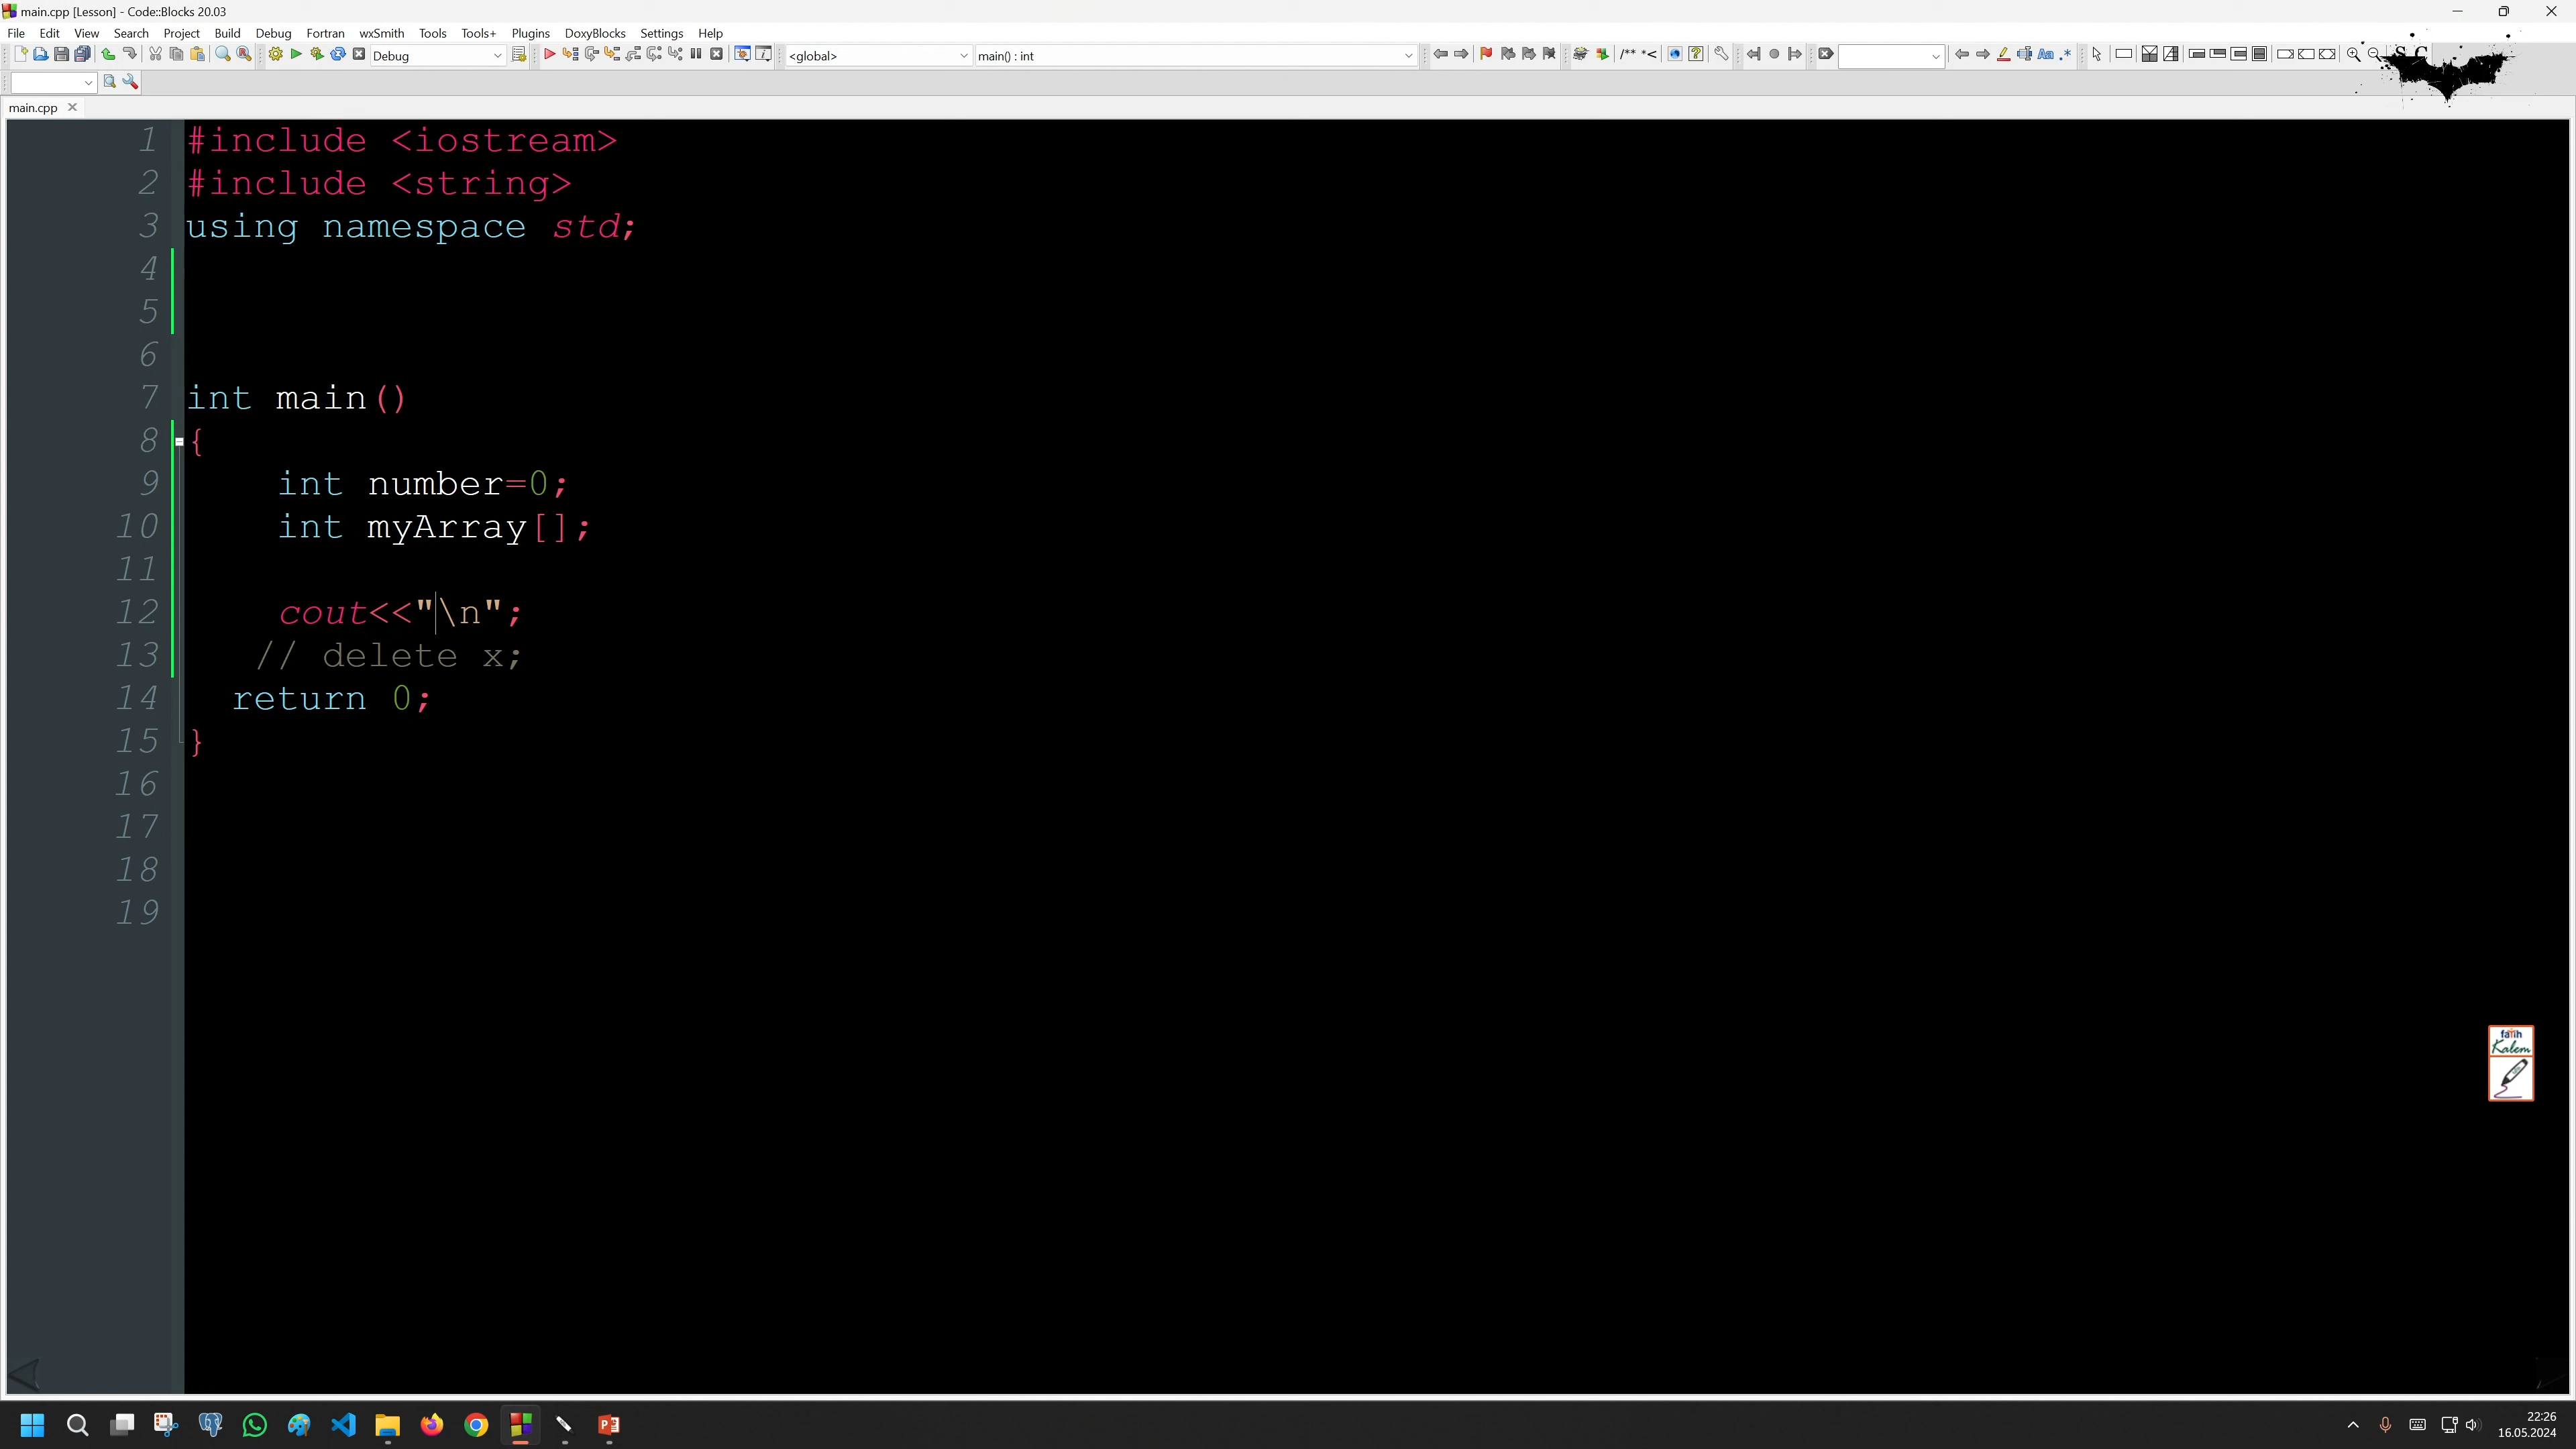 main.cpp [Lesson] - Code::Blocks 20.03
File Edit View Search Project Build Debug Fortran wxSmith Tools Tools+ Plugins DoxyBlocks Settings Help
Debug <global> main() : int /** *< Aa .* S C
main.cpp
1 #include <iostream>
2 #include <string>
3 using namespace std;
4
5
6
7 int main()
8 {
9 int number=0;
10 int myArray[];
11
12 cout<<"\n";
13 // delete x;
14 return 0;
15 }
16
17
18
19
fatih
Kalem
22:26
16.05.2024